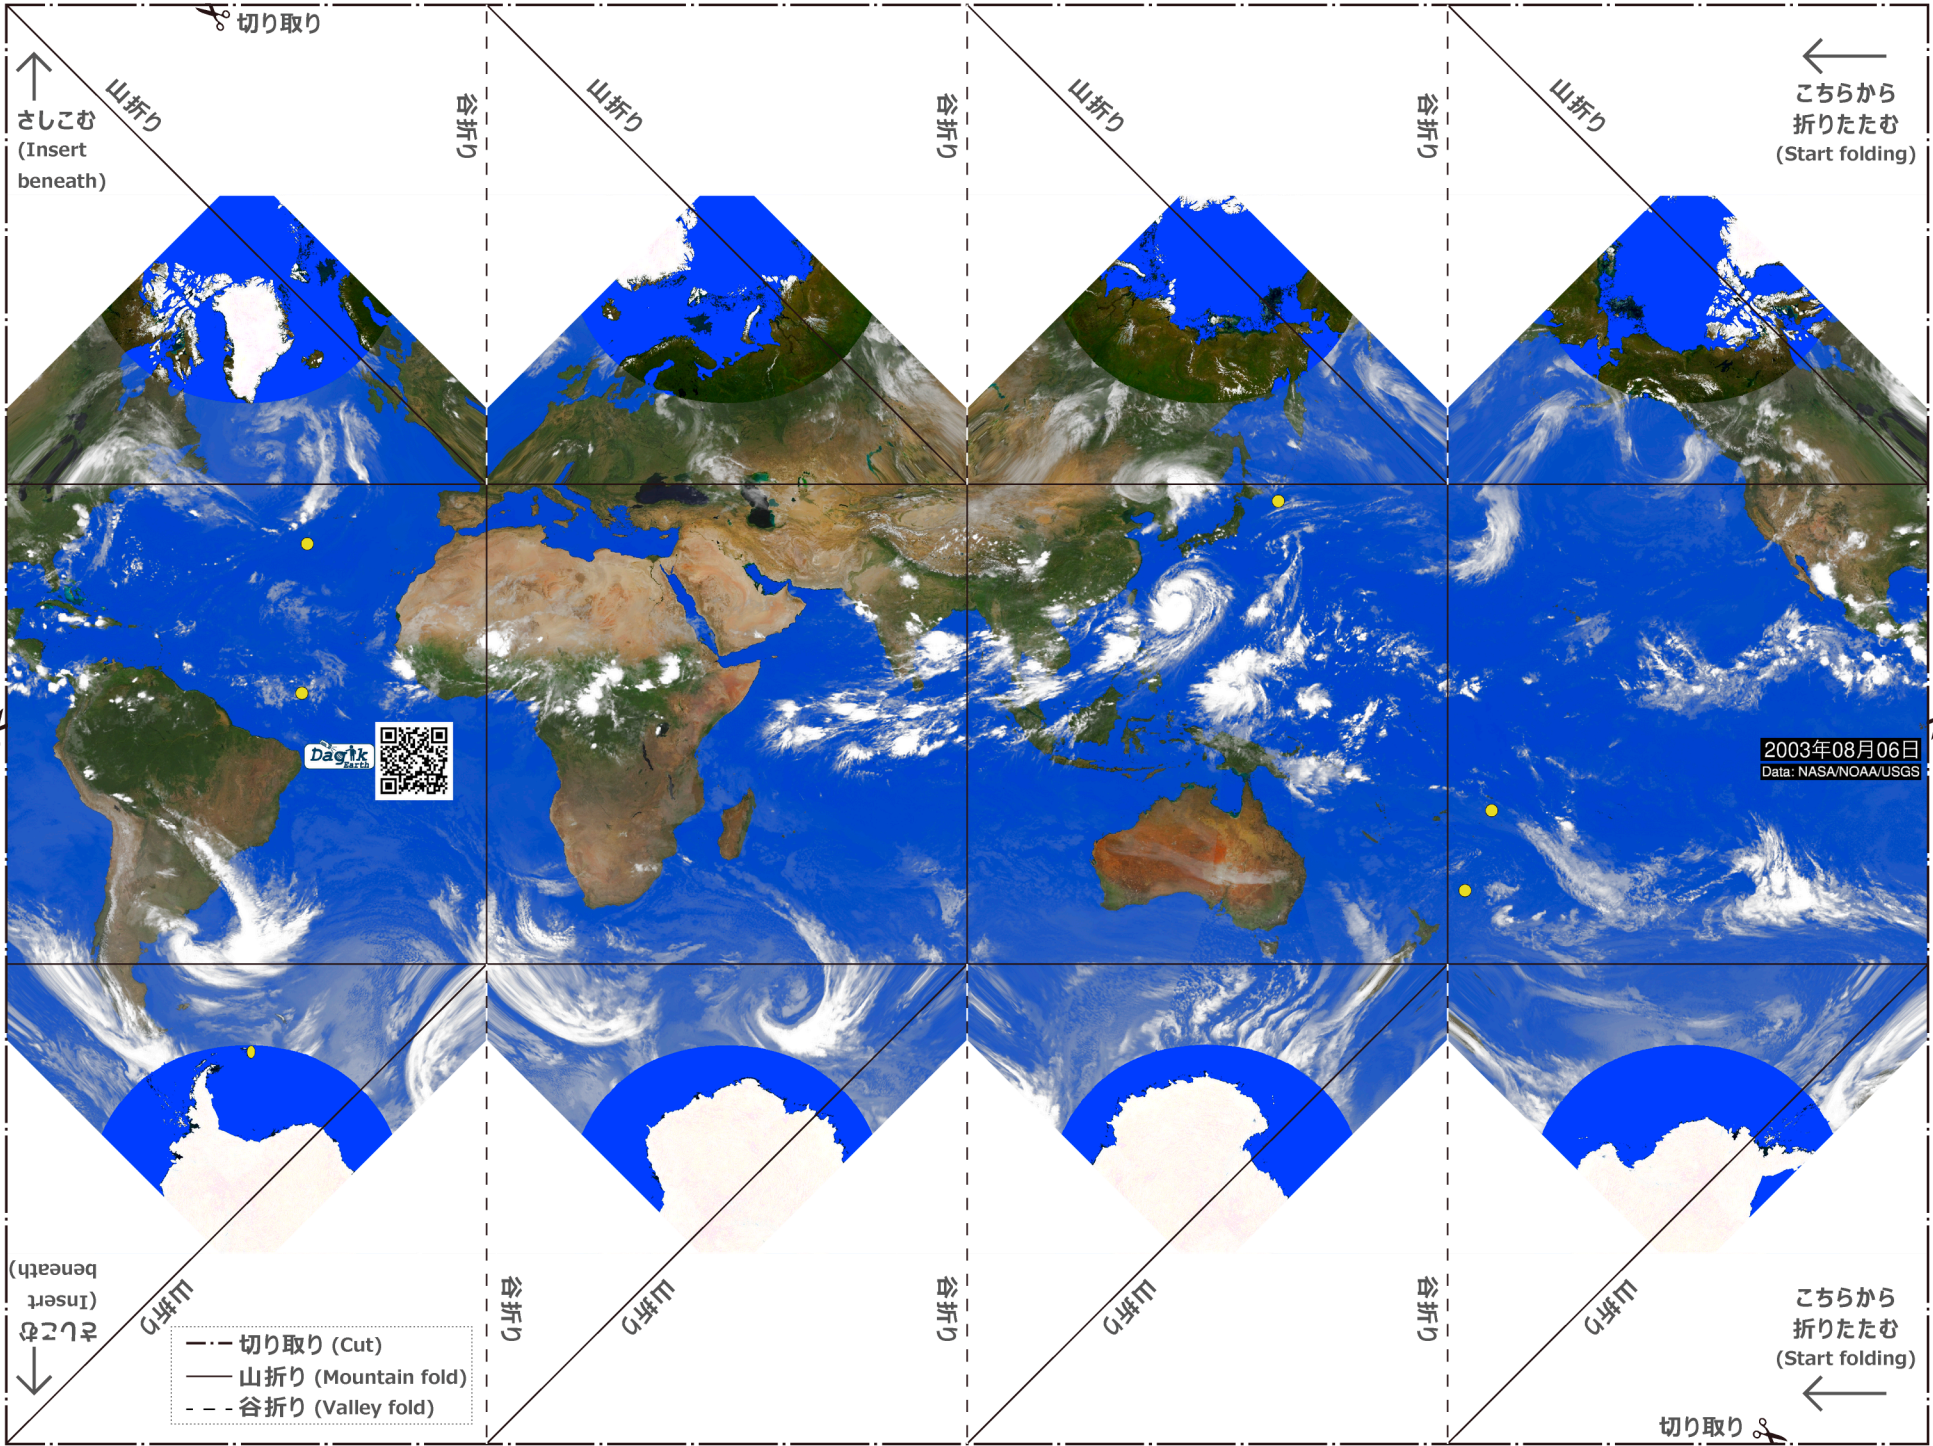 切り取り
山折り
谷折り
山折り
谷折り
山折り
谷折り
山折り
さしこむ
(Insert
beneath)
こちらから
折りたたむ
(Start folding)
Dagik
Earth
2003年08月06日
Data: NASA/NOAA/USGS
さしこむ
(Insert
beneath)
山折り
谷折り
山折り
谷折り
山折り
谷折り
山折り
こちらから
折りたたむ
(Start folding)
切り取り (Cut)
山折り (Mountain fold)
谷折り (Valley fold)
切り取り